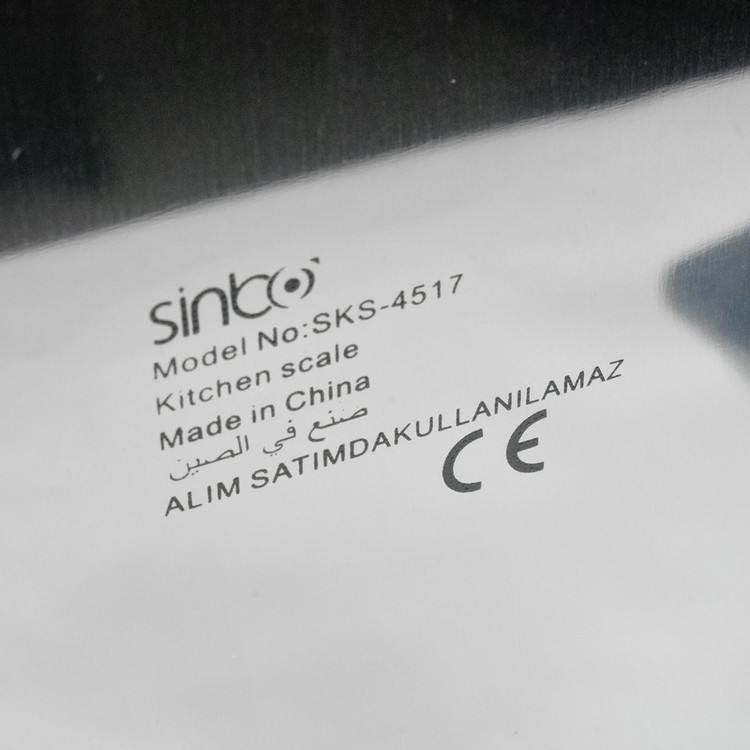 sinbo
Model No:SKS-4517
Kitchen scale
Made in China
صنع في الصين
ALIM SATIMDAKULLANILAMAZ
CE